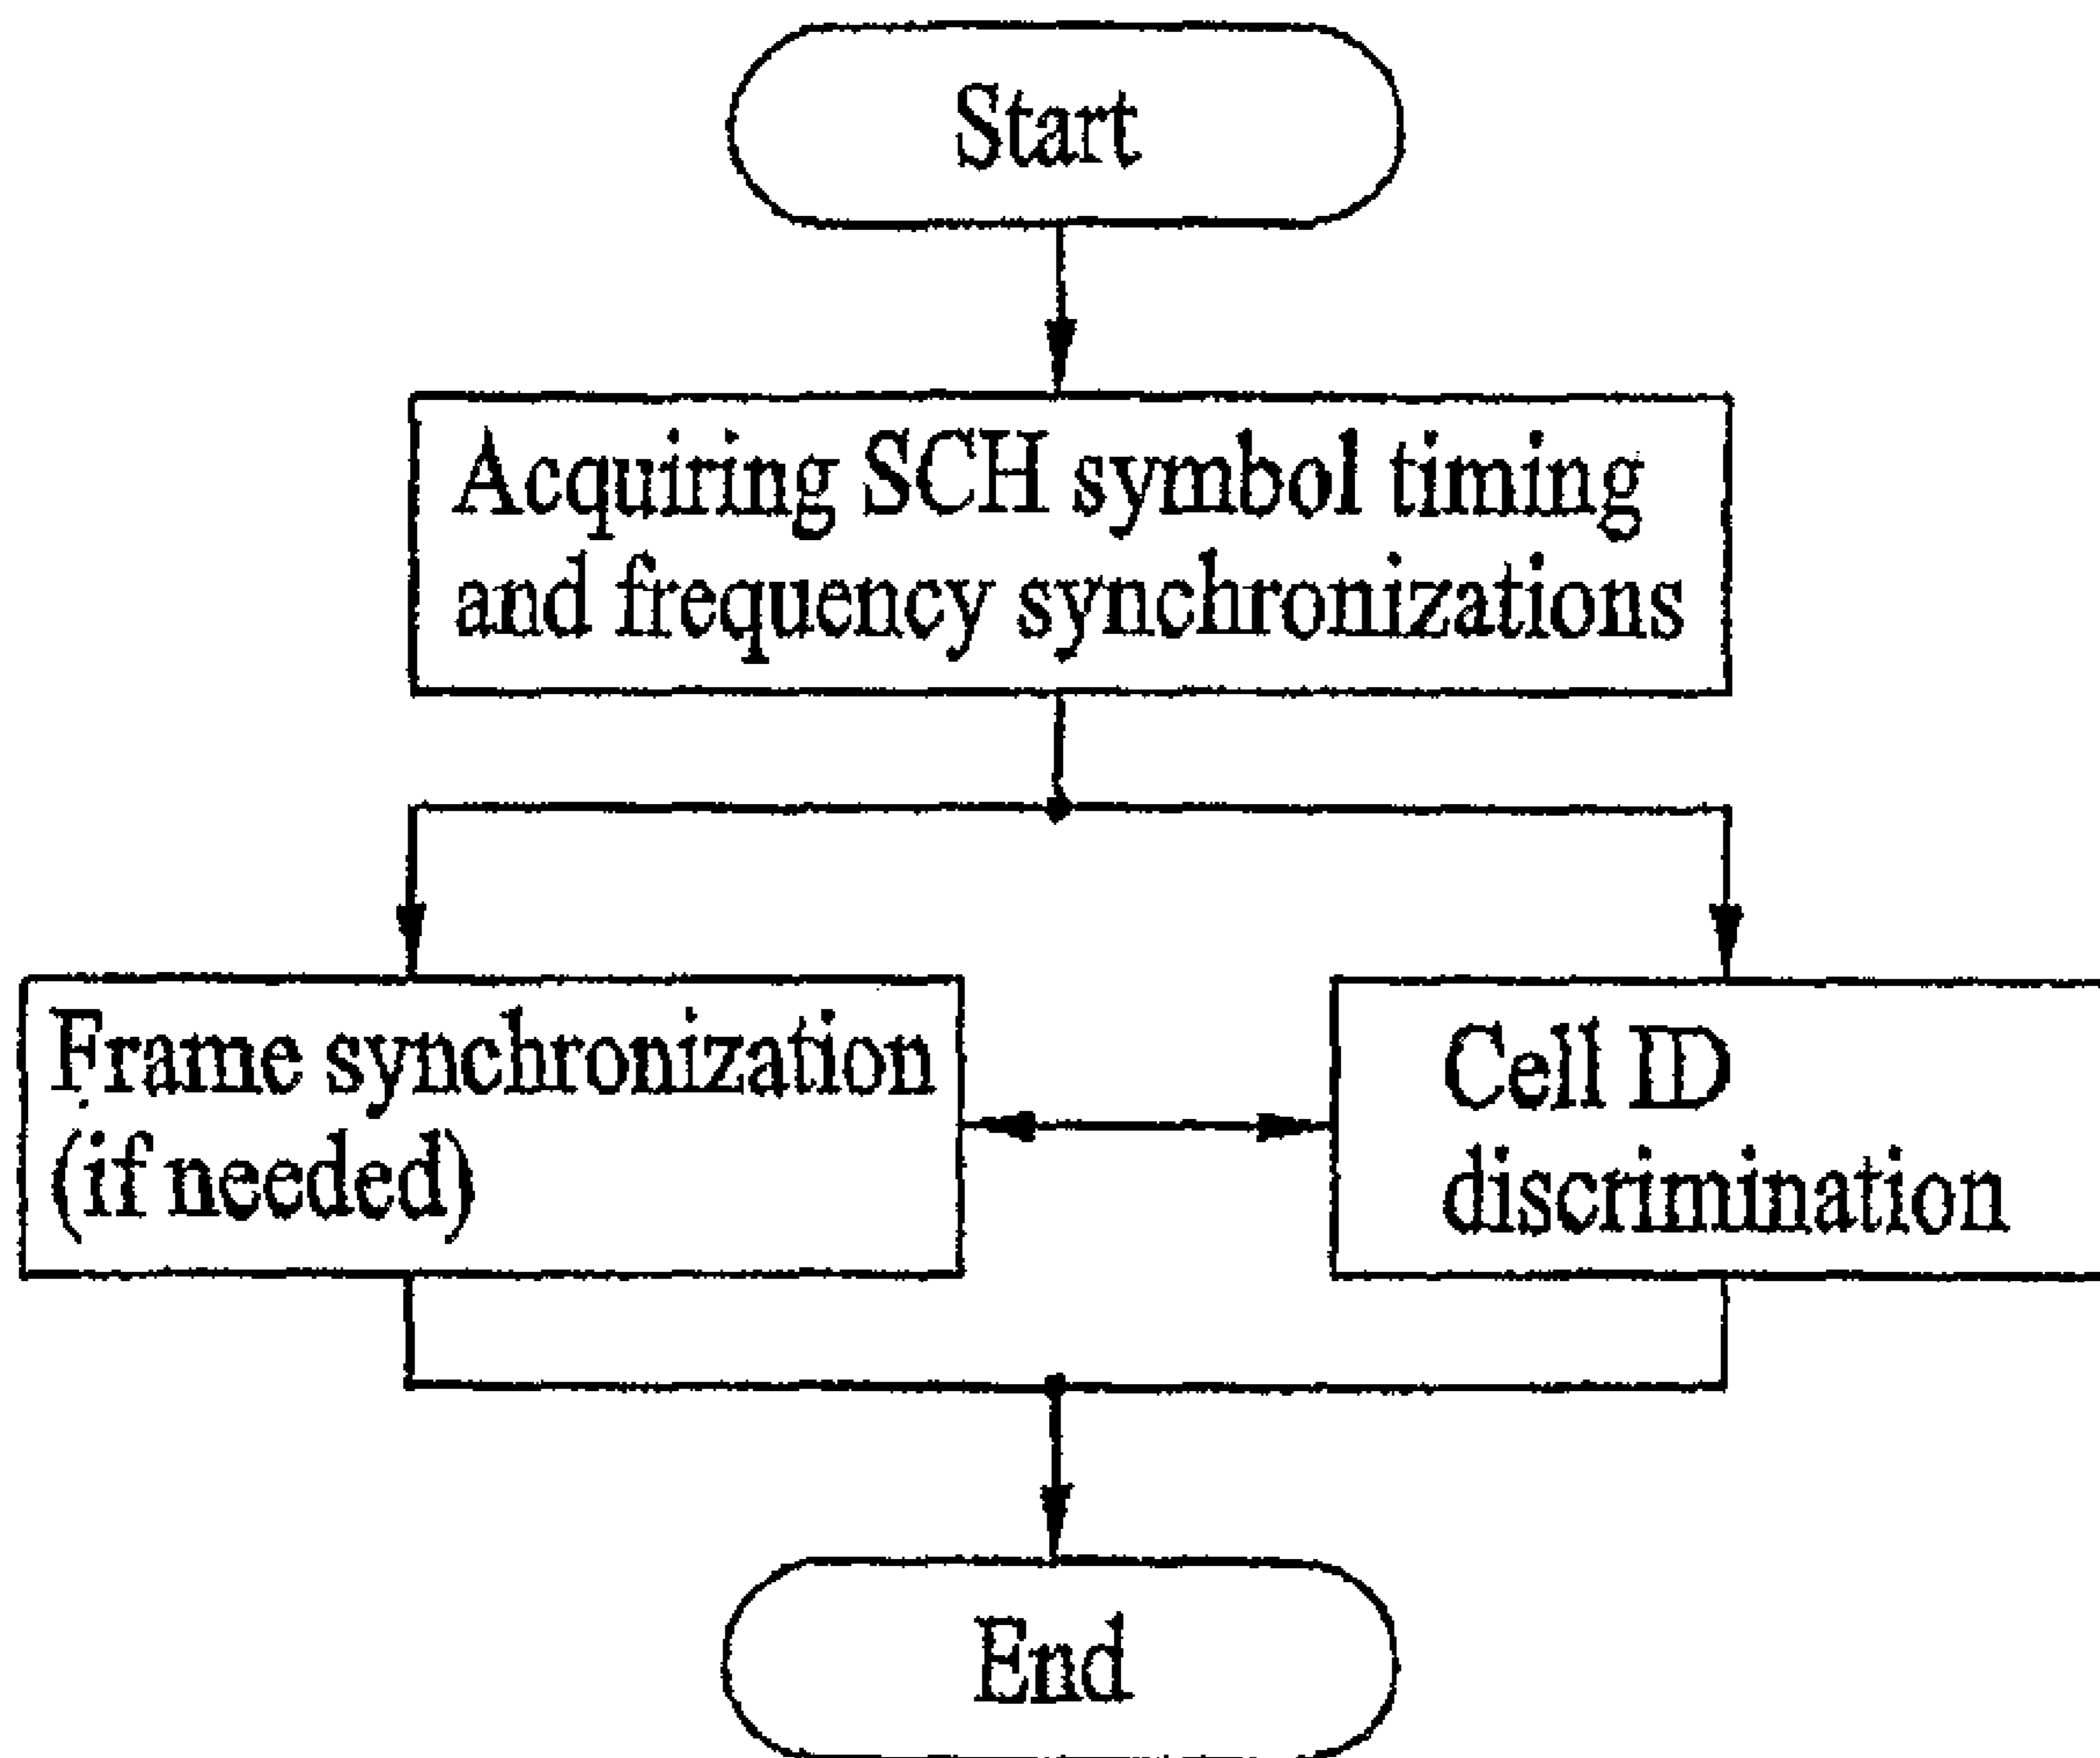 Start
Acquiring SCH symbol timing
and frequency synchronizations
Frame synchronization
(if needed)
Cell ID
discrimination
End